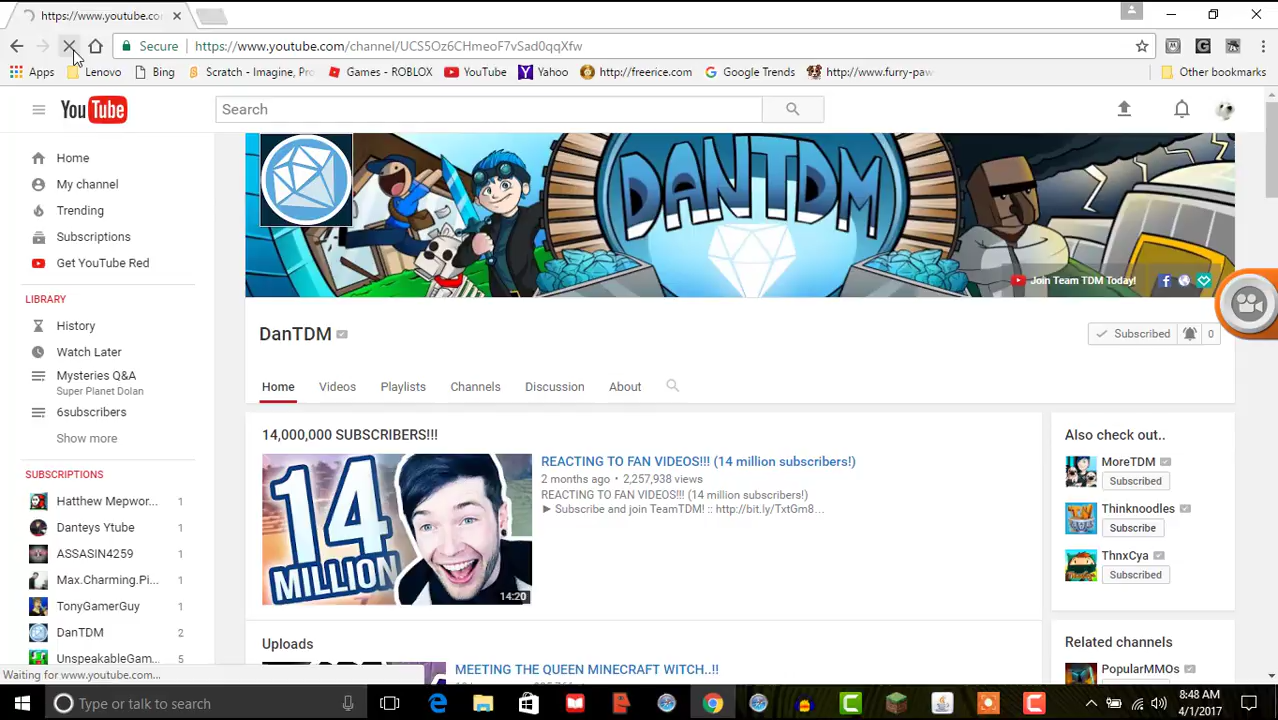 https://www.youtube.co
Secure
https://www.youtube.com/channel/UCS5Oz6CHmeoF7vSad0qqXfw
Apps
Lenovo
Bing
Scratch - Imagine, Pro
Games - ROBLOX
YouTube
Yahoo
http://freerice.com
Google Trends
http://www.furry-paw
Other bookmarks
YouTube
Search
Home
My channel
Trending
Subscriptions
Get YouTube Red
LIBRARY
History
Watch Later
Mysteries Q&A
Super Planet Dolan
6subscribers
Show more
SUBSCRIPTIONS
Hatthew Mepwor... 1
Danteys Ytube 1
ASSASIN4259 1
Max.Charming.Pi... 1
TonyGamerGuy 1
DanTDM 2
UnspeakableGam... 5
Waiting for www.youtube.com...
DANTDM
Join Team TDM Today!
DanTDM
Subscribed 0
Home
Videos
Playlists
Channels
Discussion
About
14,000,000 SUBSCRIBERS!!!
14
MILLION
14:20
REACTING TO FAN VIDEOS!!! (14 million subscribers!)
2 months ago • 2,257,938 views
REACTING TO FAN VIDEOS!!! (14 million subscribers!)
► Subscribe and join TeamTDM! :: http://bit.ly/TxtGm8...
Uploads
MEETING THE QUEEN MINECRAFT WITCH..!!
Also check out..
MoreTDM
Subscribed
Thinknoodles
Subscribe
ThnxCya
Subscribed
Related channels
PopularMMOs
Type or talk to search
8:48 AM
4/1/2017